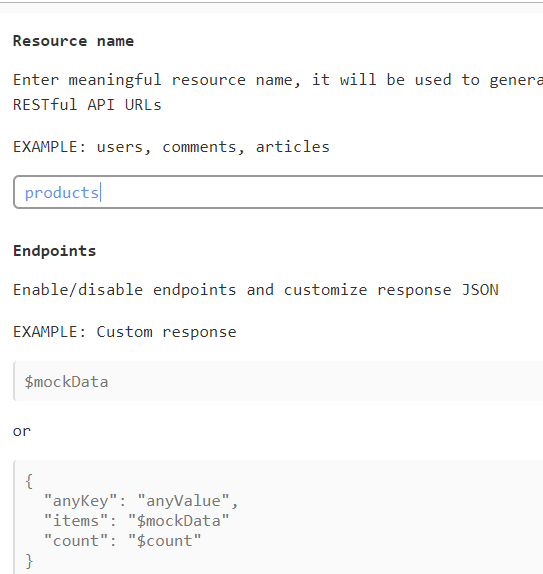 Resource name
Enter meaningful resource name, it will be used to genera
RESTful API URLs
EXAMPLE: users, comments, articles
products
Endpoints
Enable/disable endpoints and customize response JSON
EXAMPLE: Custom response
$mockData
or
{
"anyKey": "anyValue",
"items": "$mockData"
"count": "$count"
}